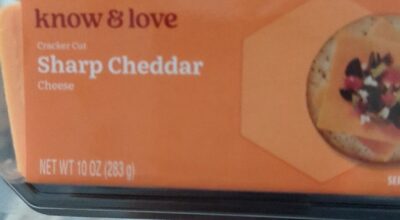 know & love
Cracker Cut
Sharp Cheddar
Cheese
NET WT 10 OZ (283 g)